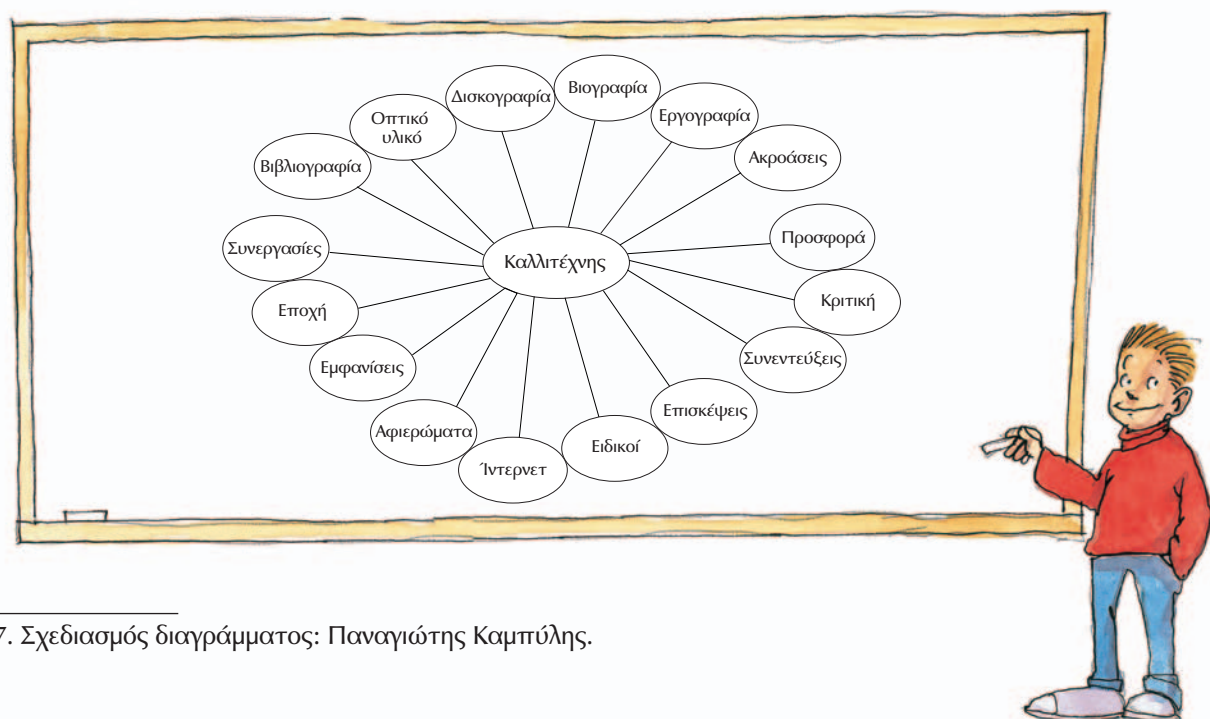 Βιογραφία
Δισκογραφία
Εργογραφία
Οπτικό
υλικό
Ακροάσεις
Βιβλιογραφία
Προσφορά
Συνεργασίες
Καλλιτέχνης
Κριτική
Εποχή
Συνεντεύξεις
Εμφανίσεις
Επισκέψεις
Αφιερώματα
Ειδικοί
Ίντερνετ
7. Σχεδιασμός διαγράμματος: Παναγιώτης Καμπύλης.